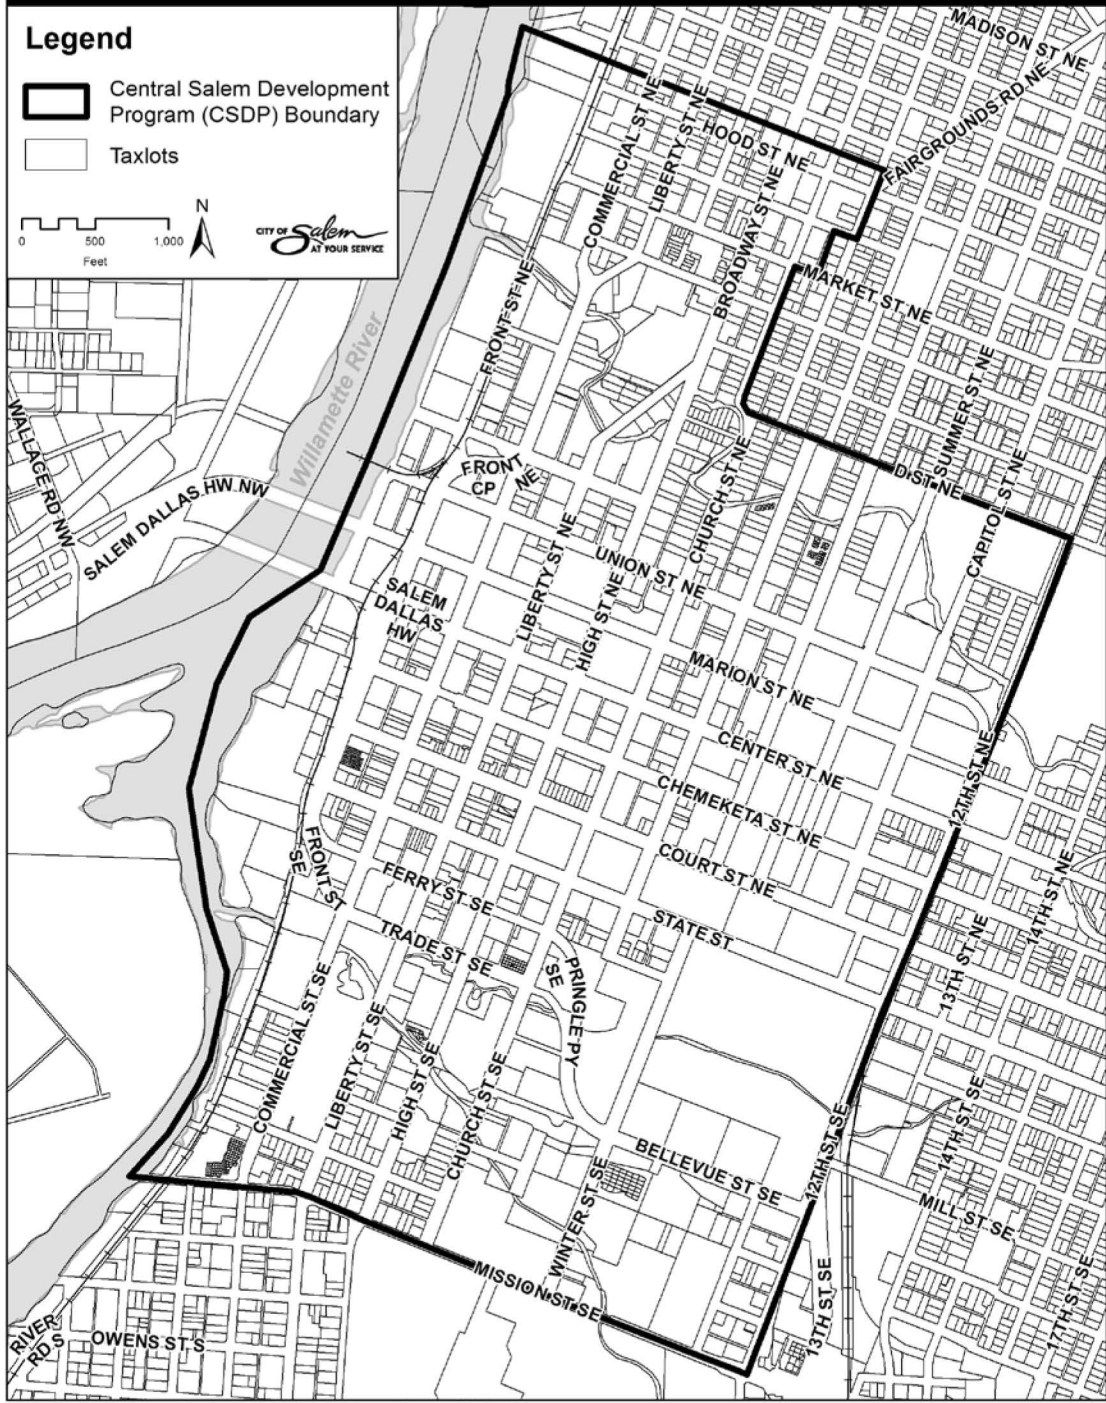 Legend
Central Salem Development
Program (CSDP) Boundary
Taxlots
N
0 500 1,000
Feet
CITY OF Salem
AT YOUR SERVICE
MADISON ST NE
FAIRGROUNDS RD NE
COMMERCIAL ST NE
LIBERTY ST NE
HOOD ST NE
BROADWAY ST NE
MARKET ST NE
FRONT ST NE
Willamette River
WALLACE RD NW
SALEM DALLAS HW NW
SUMMER ST NE
D ST NE
CAPITOL ST NE
FRONT
CP
NE
CHURCH ST NE
LIBERTY ST NE
UNION ST NE
HIGH ST NE
SALEM
DALLAS
HW
MARION ST NE
CENTER ST NE
CHEMEKETA ST NE
12TH ST NE
COURT ST NE
FRONT ST
SE
FERRY ST SE
STATE ST
14TH ST NE
13TH ST NE
TRADE ST SE
PRINGLE PY
SE
COMMERCIAL ST SE
LIBERTY ST SE
HIGH ST SE
CHURCH ST SE
BELLEVUE ST SE
12TH ST SE
14TH ST SE
MILL ST SE
WINTER ST SE
MISSION ST SE
13TH ST SE
17TH ST SE
RIVER
RD S
OWENS ST S